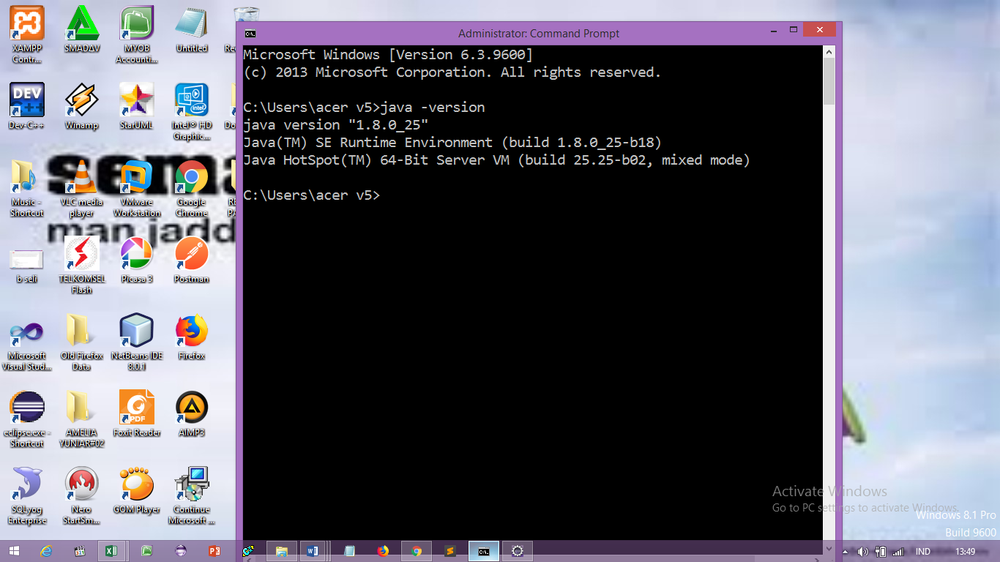 XAMPP
Contr...
SMADΔV
MYOB
Accounti...
Untitled
Re
DEV
C++
Dev-C++
Winamp
StarUML
intel
Intel® HD
Graphic...
Do
sema
man jadd
Music -
Shortcut
VLC media
player
VMware
Workstation
Google
Chrome
b seli
TELKOMSEL
Flash
Picasa 3
Postman
Microsoft
Visual Stud...
Old Firefox
Data
NetBeans IDE
8.0.1
Firefox
eclipse.exe -
Shortcut
AMELIA
YUNIAR#02
PDF
Foxit Reader
AIMP3
SQLyog
Enterprise
Nero
StartSm...
GOM Player
Continue
Microsoft ...
Administrator: Command Prompt
Microsoft Windows [Version 6.3.9600]
(c) 2013 Microsoft Corporation. All rights reserved.
C:\Users\acer v5>java -version
java version "1.8.0_25"
Java(TM) SE Runtime Environment (build 1.8.0_25-b18)
Java HotSpot(TM) 64-Bit Server VM (build 25.25-b02, mixed mode)
C:\Users\acer v5>
Activate Windows
Go to PC settings to activate Windows.
Windows 8.1 Pro
Build 9600
IND
13:49